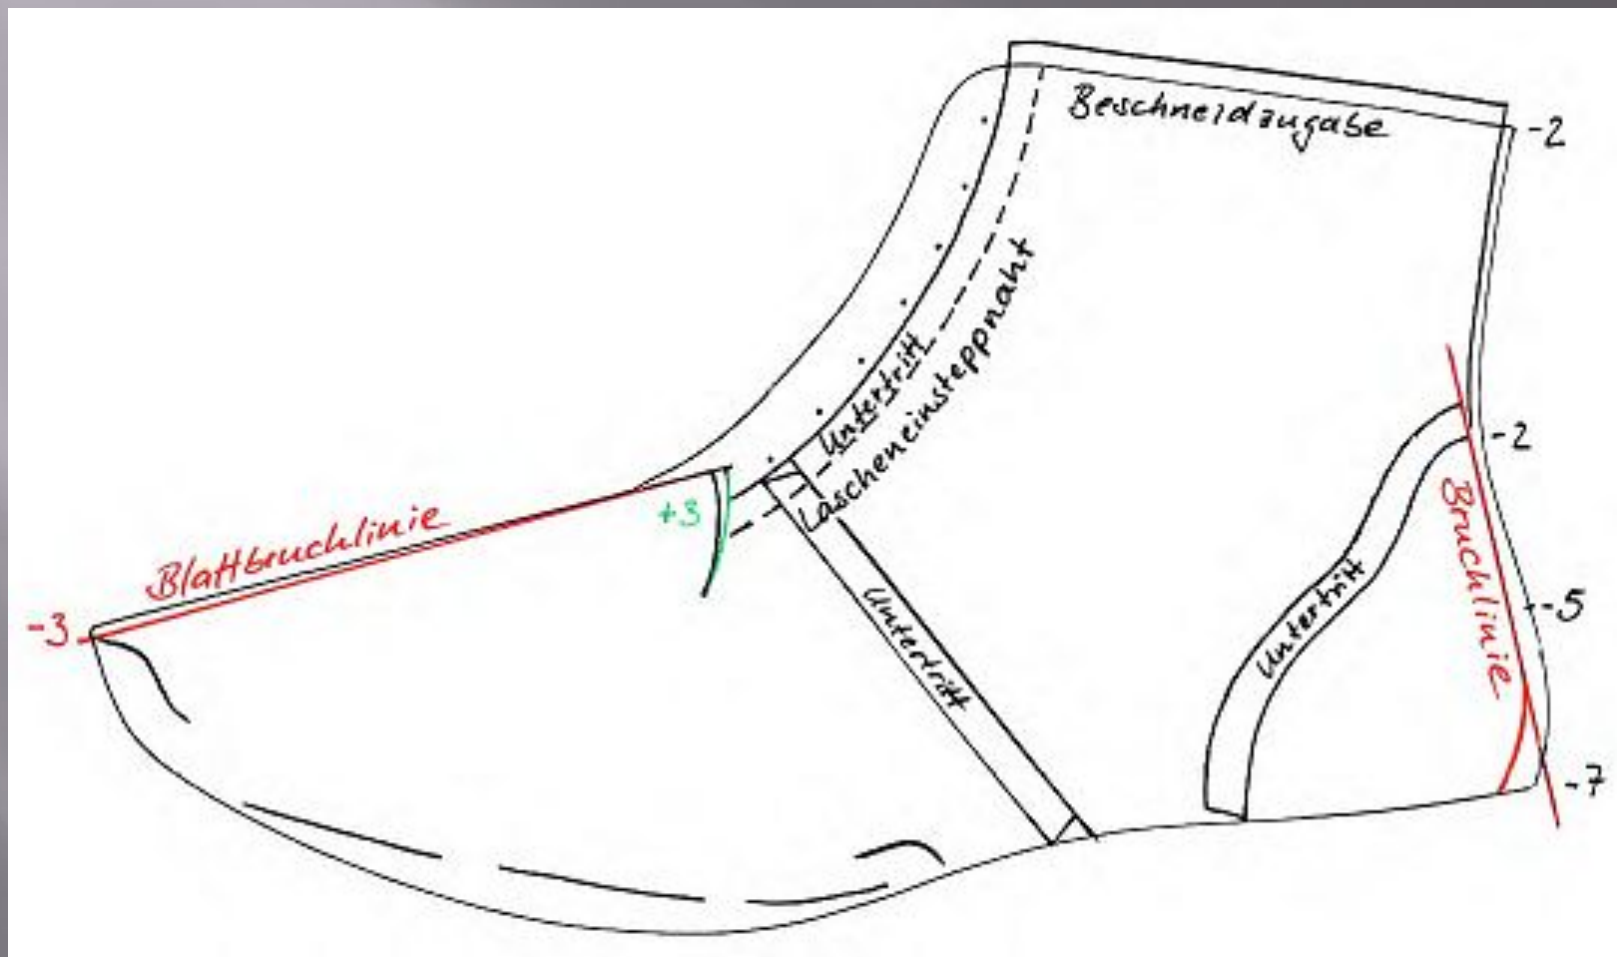 Beschneidzugabe
-2
Untertritt
Lascheneinsteppnaht
-2
+3
Blattbruchlinie
-3
Bruchlinie
Untertritt
Untertritt
-5
-7